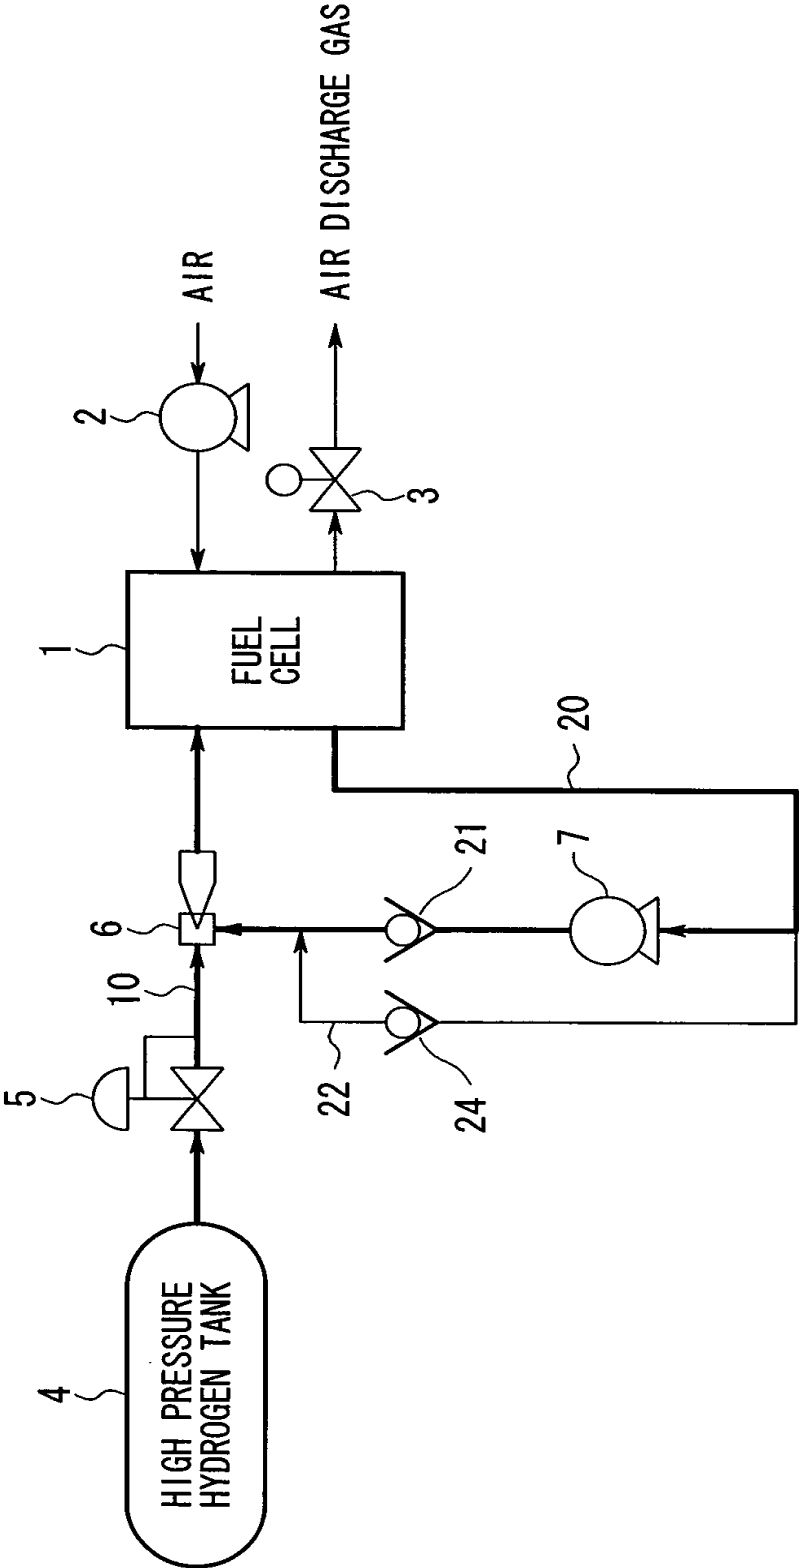 4
HIGH PRESSURE
HYDROGEN TANK
5
10
6
1
FUEL
CELL
2
AIR
3
AIR DISCHARGE GAS
22
24
21
7
20